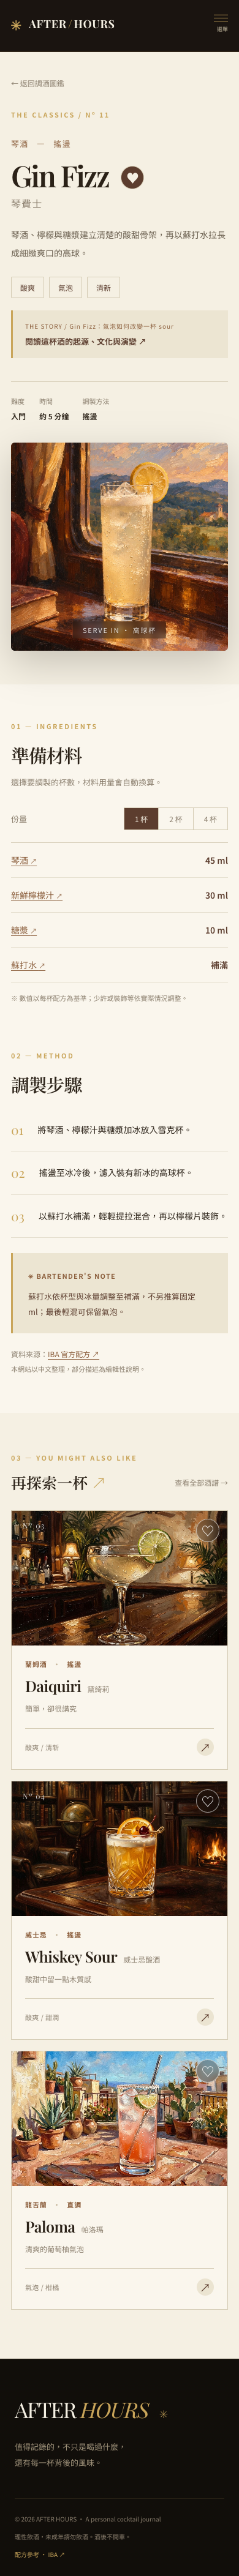 AFTER / HOURS
選單
← 返回調酒圖鑑
THE CLASSICS / Nº 11
琴酒 — 搖盪
Gin Fizz
琴費士
琴酒、檸檬與糖漿建立清楚的酸甜骨架，再以蘇打水拉長
成細緻爽口的高球。
酸爽
氣泡
清新
THE STORY / Gin Fizz：氣泡如何改變一杯 sour
閱讀這杯酒的起源、文化與演變 ↗
難度
時間
調製方法
入門
約 5 分鐘
搖盪
SERVE IN · 高球杯
01 — INGREDIENTS
準備材料
選擇要調製的杯數，材料用量會自動換算。
份量
1 杯
2 杯
4 杯
琴酒 ↗
45 ml
新鮮檸檬汁 ↗
30 ml
糖漿 ↗
10 ml
蘇打水 ↗
補滿
※ 數值以每杯配方為基準；少許或裝飾等依實際情況調整。
02 — METHOD
調製步驟
01 將琴酒、檸檬汁與糖漿加冰放入雪克杯。
02 搖盪至冰冷後，濾入裝有新冰的高球杯。
03 以蘇打水補滿，輕輕提拉混合，再以檸檬片裝飾。
BARTENDER'S NOTE
蘇打水依杯型與冰量調整至補滿，不另推算固定
ml；最後輕混可保留氣泡。
資料來源：IBA 官方配方 ↗
本網站以中文整理，部分描述為編輯性說明。
03 — YOU MIGHT ALSO LIKE
再探索一杯 ↗
查看全部酒譜 →
蘭姆酒 · 搖盪
Daiquiri 黛綺莉
簡單，卻很講究
酸爽 / 清新
↗
Nº 04
威士忌 · 搖盪
Whiskey Sour 威士忌酸酒
酸甜中留一點木質感
酸爽 / 甜潤
↗
龍舌蘭 · 直調
Paloma 帕洛瑪
清爽的葡萄柚氣泡
氣泡 / 柑橘
↗
AFTER HOURS
值得記錄的，不只是喝過什麼，
還有每一杯背後的風味。
© 2026 AFTER HOURS · A personal cocktail journal
理性飲酒，未成年請勿飲酒。酒後不開車。
配方參考 · IBA ↗